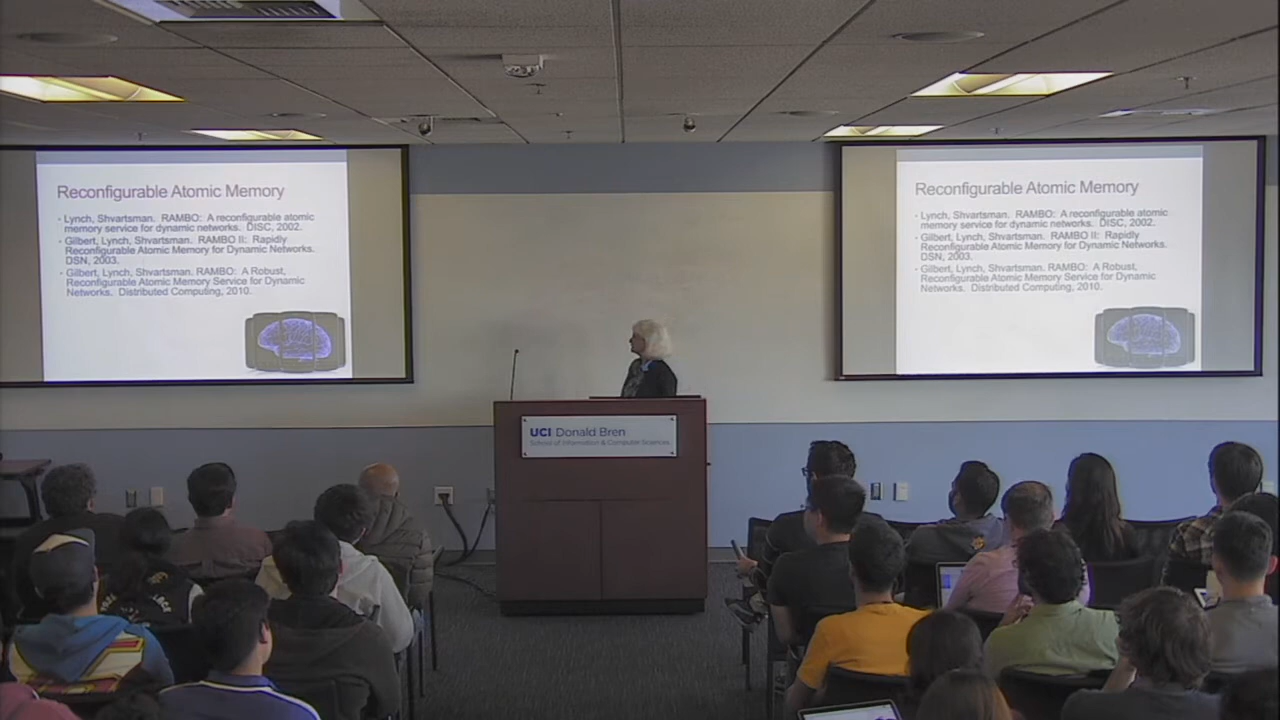 Reconfigurable Atomic Memory
• Lynch, Shvartsman. RAMBO: A reconfigurable atomic
memory service for dynamic networks. DISC, 2002.
• Gilbert, Lynch, Shvartsman. RAMBO II: Rapidly
Reconfigurable Atomic Memory for Dynamic Networks.
DSN, 2003.
• Gilbert, Lynch, Shvartsman. RAMBO: A Robust,
Reconfigurable Atomic Memory Service for Dynamic
Networks. Distributed Computing, 2010.
Reconfigurable Atomic Memory
• Lynch, Shvartsman. RAMBO: A reconfigurable atomic
memory service for dynamic networks. DISC, 2002.
• Gilbert, Lynch, Shvartsman. RAMBO II: Rapidly
Reconfigurable Atomic Memory for Dynamic Networks.
DSN, 2003.
• Gilbert, Lynch, Shvartsman. RAMBO: A Robust,
Reconfigurable Atomic Memory Service for Dynamic
Networks. Distributed Computing, 2010.
UCI Donald Bren
School of Information & Computer Sciences